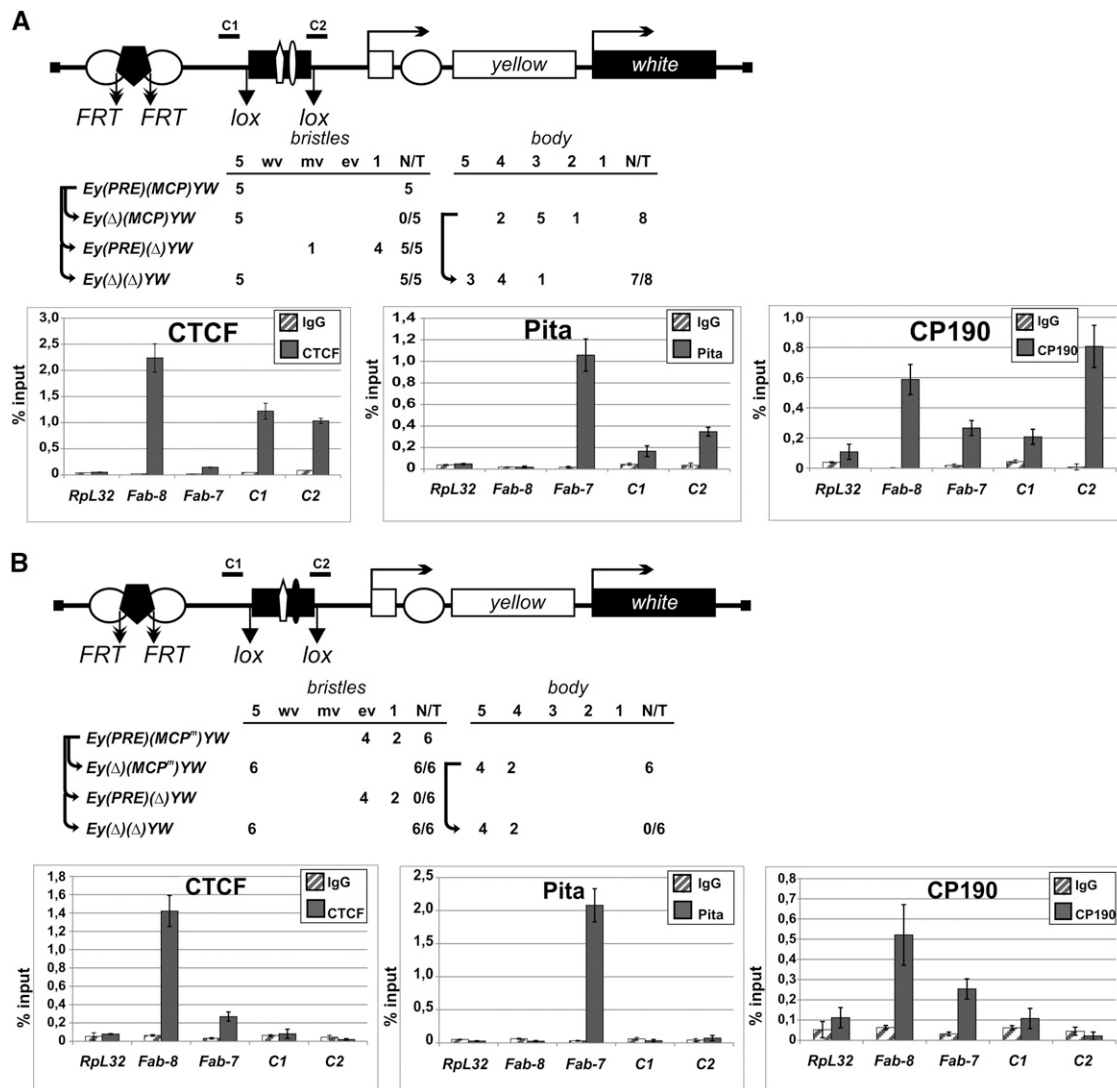 A
C1 C2
yellow white
FRT FRT lox lox
bristles body
5 wv mv ev 1 N/T 5 4 3 2 1 N/T
Ey(PRE)(MCP)YW 5 5
Ey(Δ)(MCP)YW 5 0/5 2 5 1 8
Ey(PRE)(Δ)YW 1 4 5/5
Ey(Δ)(Δ)YW 5 5/5 3 4 1 7/8
CTCF
IgG
CTCF
% input
3,0
2,5
2,0
1,5
1,0
0,5
0,0
RpL32 Fab-8 Fab-7 C1 C2
Pita
IgG
Pita
% input
1,4
1,2
1,0
0,8
0,6
0,4
0,2
0
RpL32 Fab-8 Fab-7 C1 C2
CP190
IgG
CP190
% input
1,0
0,8
0,6
0,4
0,2
0
RpL32 Fab-8 Fab-7 C1 C2
B
C1 C2
yellow white
FRT FRT lox lox
bristles body
5 wv mv ev 1 N/T 5 4 3 2 1 N/T
Ey(PRE)(MCPᵐ)YW 4 2 6
Ey(Δ)(MCPᵐ)YW 6 6/6 4 2 6
Ey(PRE)(Δ)YW 4 2 0/6
Ey(Δ)(Δ)YW 6 6/6 4 2 0/6
CTCF
IgG
CTCF
% input
1,8
1,6
1,4
1,2
1,0
0,8
0,6
0,4
0,2
0
RpL32 Fab-8 Fab-7 C1 C2
Pita
IgG
Pita
% input
2,5
2,0
1,5
1,0
0,5
0
RpL32 Fab-8 Fab-7 C1 C2
CP190
IgG
CP190
% input
0,8
0,7
0,6
0,5
0,4
0,3
0,2
0,1
0
RpL32 Fab-8 Fab-7 C1 C2